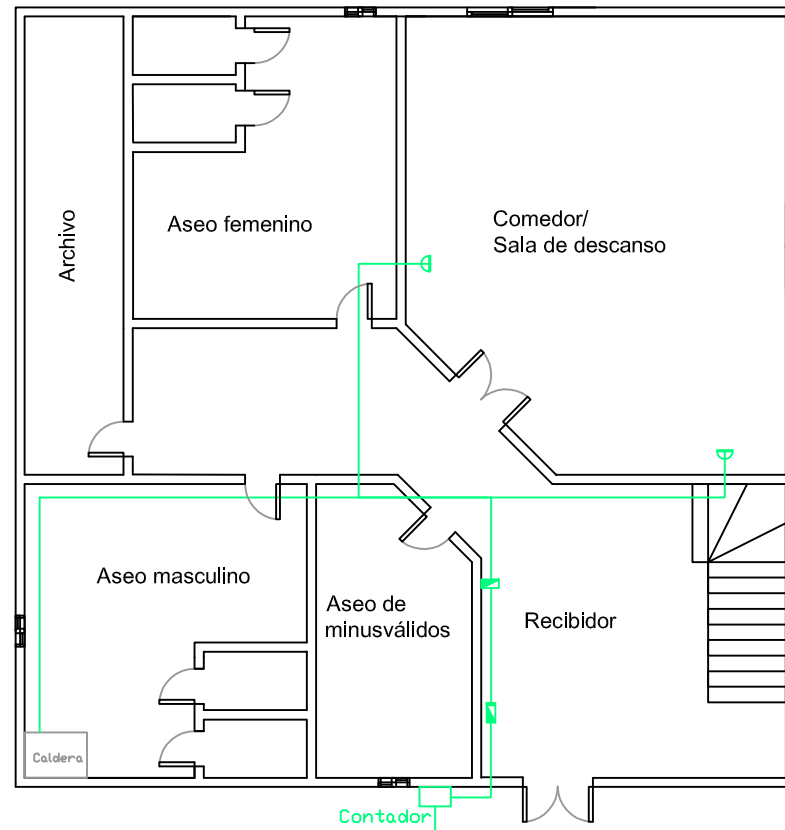 Archivo
Aseo femenino
Comedor/
Sala de descanso
Aseo masculino
Aseo de
minusválidos
Recibidor
Caldera
Contador